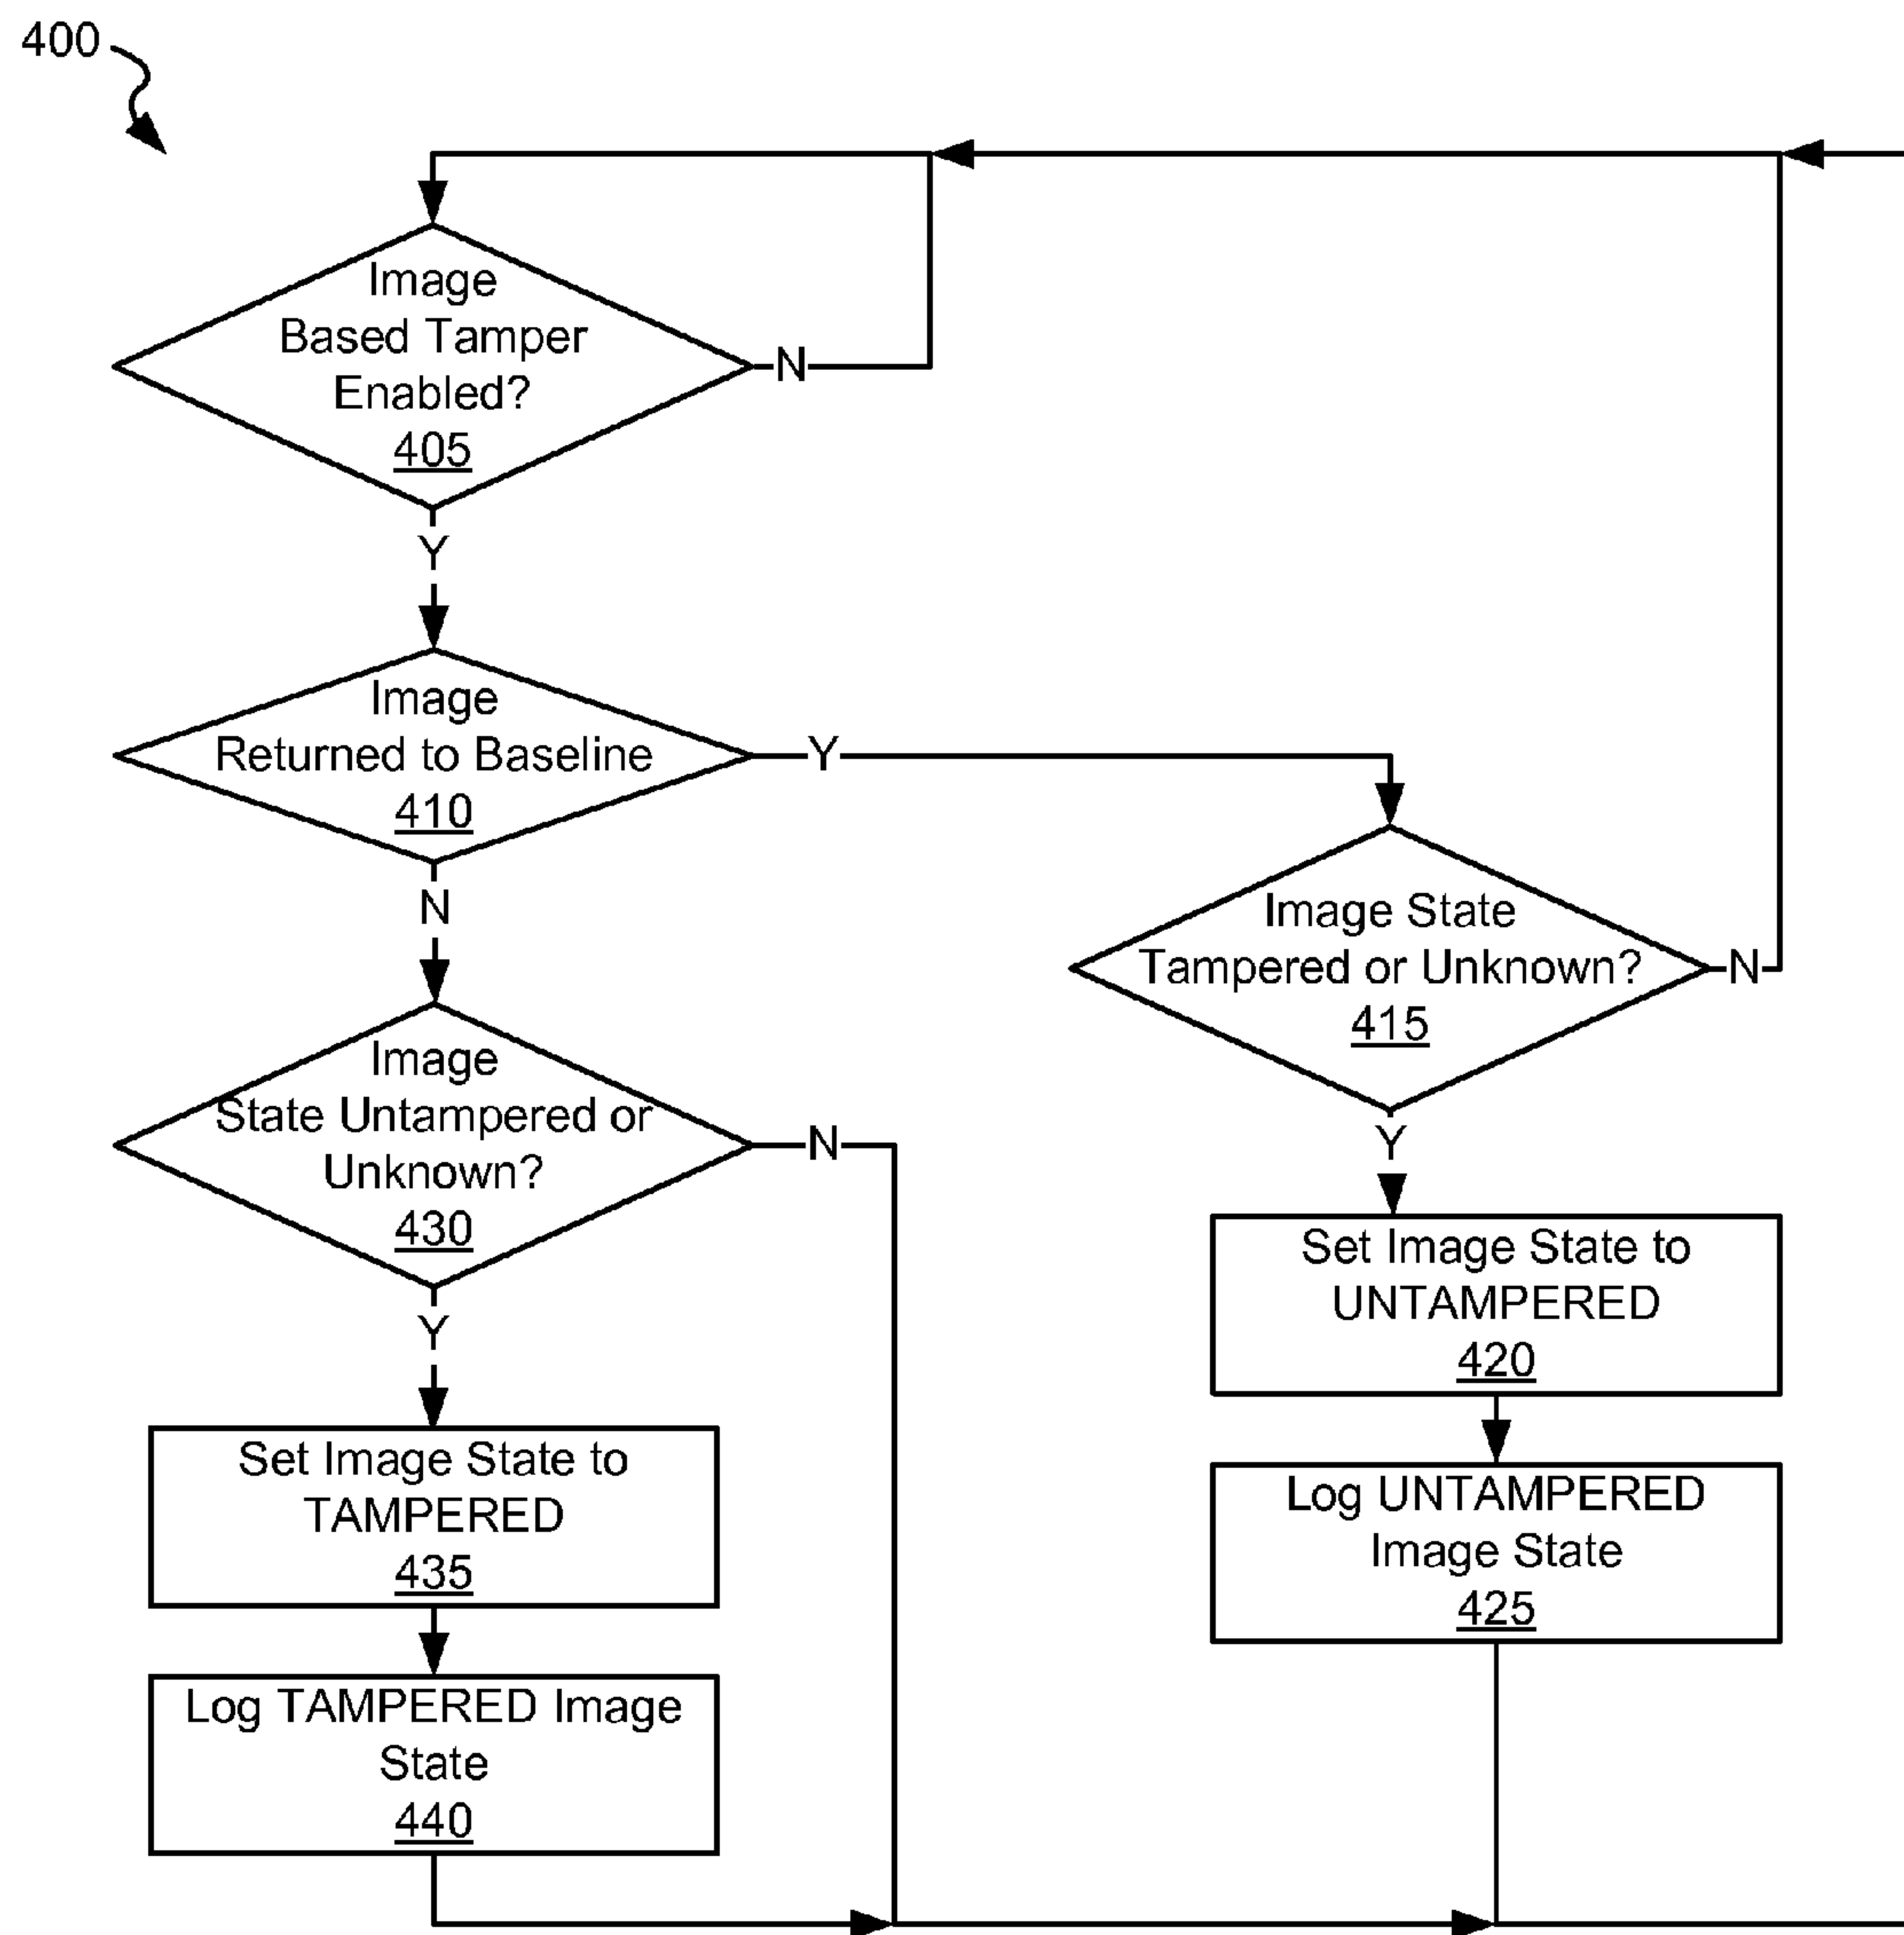 400
Image
Based Tamper
Enabled?
405
N
Y
Image
Returned to Baseline
410
Y
N
Image State
Tampered or Unknown?
415
N
Y
Image
State Untampered or
Unknown?
430
N
Y
Set Image State to
UNTAMPERED
420
Log UNTAMPERED
Image State
425
Set Image State to
TAMPERED
435
Log TAMPERED Image
State
440